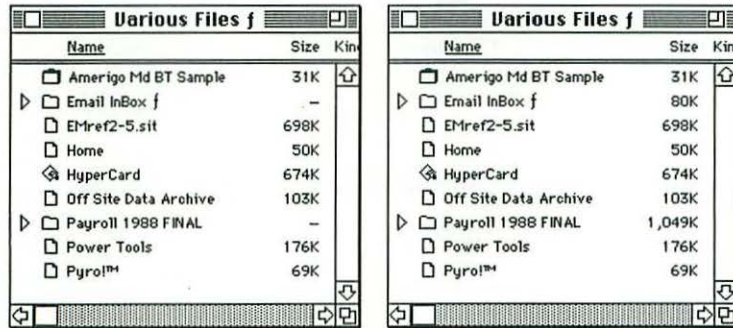 Various Files ƒ
Name Size Kin
Amerigo Md BT Sample 31K
Email InBox ƒ –
EMref2-5.sit 698K
Home 50K
HyperCard 674K
Off Site Data Archive 103K
Payroll 1988 FINAL –
Power Tools 176K
Pyro!™ 69K
Various Files ƒ
Name Size Kin
Amerigo Md BT Sample 31K
Email InBox ƒ 80K
EMref2-5.sit 698K
Home 50K
HyperCard 674K
Off Site Data Archive 103K
Payroll 1988 FINAL 1,049K
Power Tools 176K
Pyro!™ 69K